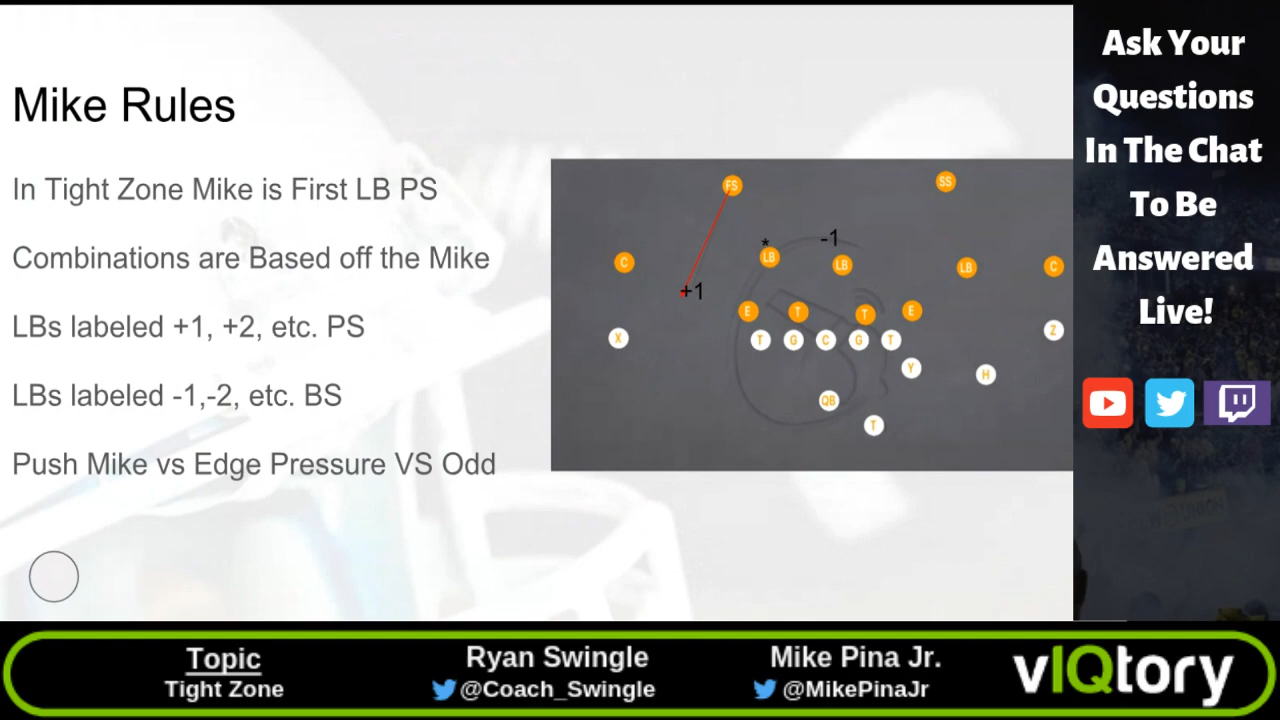 Mike Rules
In Tight Zone Mike is First LB PS
Combinations are Based off the Mike
LBs labeled +1, +2, etc. PS
LBs labeled -1,-2, etc. BS
Push Mike vs Edge Pressure VS Odd
FS
SS
* -1
C LB LB LB C
+1
E T T E
X T G C G T Z
Y H
QB
T
Ask Your
Questions
In The Chat
To Be
Answered
Live!
Topic
Tight Zone
Ryan Swingle
@Coach_Swingle
Mike Pina Jr.
@MikePinaJr
vIQtory